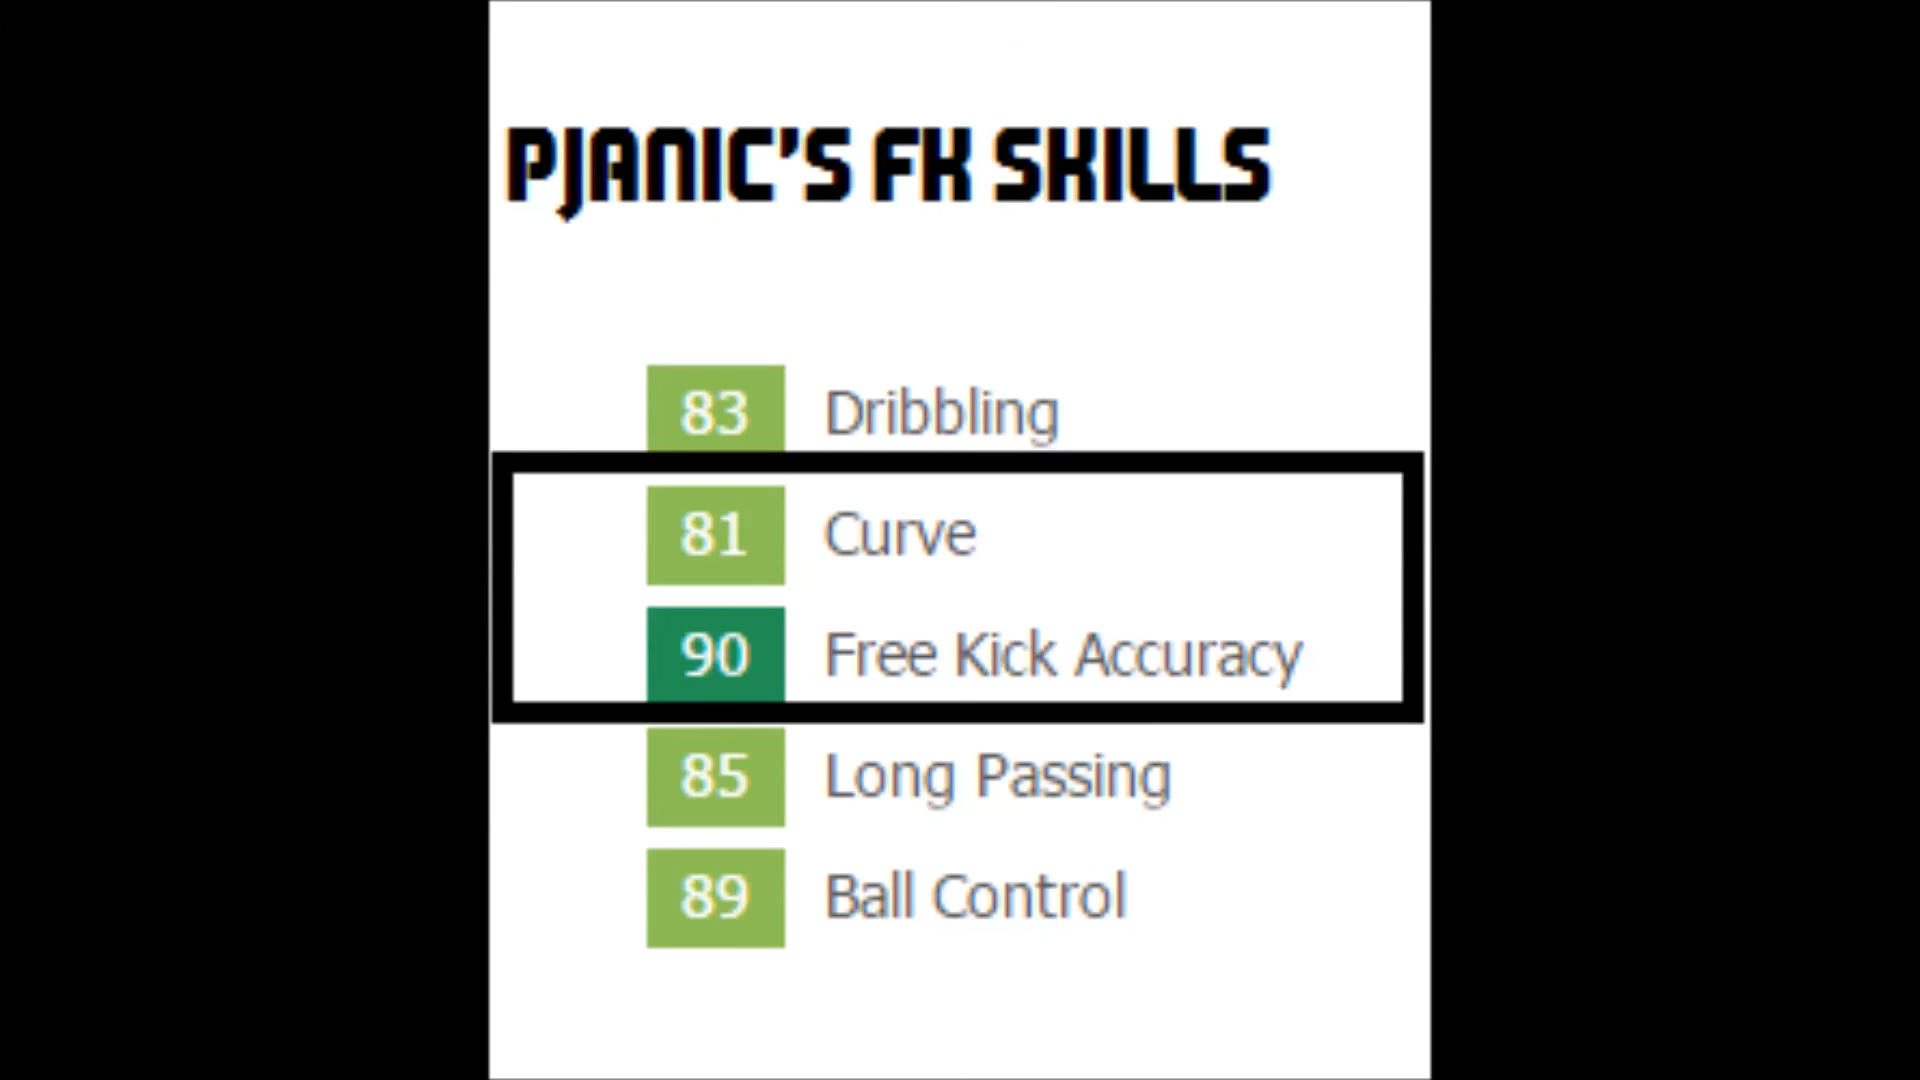 PJANIC'S FK SKILLS
83 Dribbling
81 Curve
90 Free Kick Accuracy
85 Long Passing
89 Ball Control